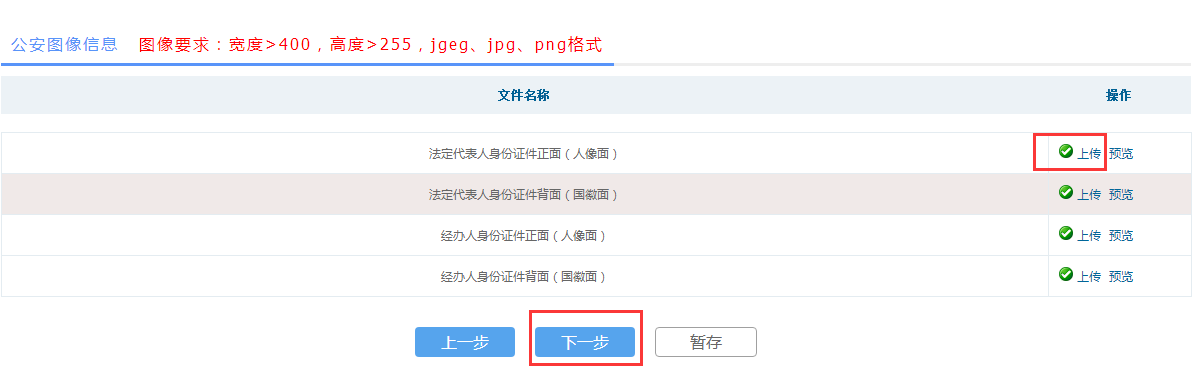 公安图像信息 图像要求：宽度>400，高度>255，jgeg、jpg、png格式
文件名称 操作
法定代表人身份证件正面（人像面） 上传 预览
法定代表人身份证件背面（国徽面） 上传 预览
经办人身份证件正面（人像面） 上传 预览
经办人身份证件背面（国徽面） 上传 预览
上一步 下一步 暂存